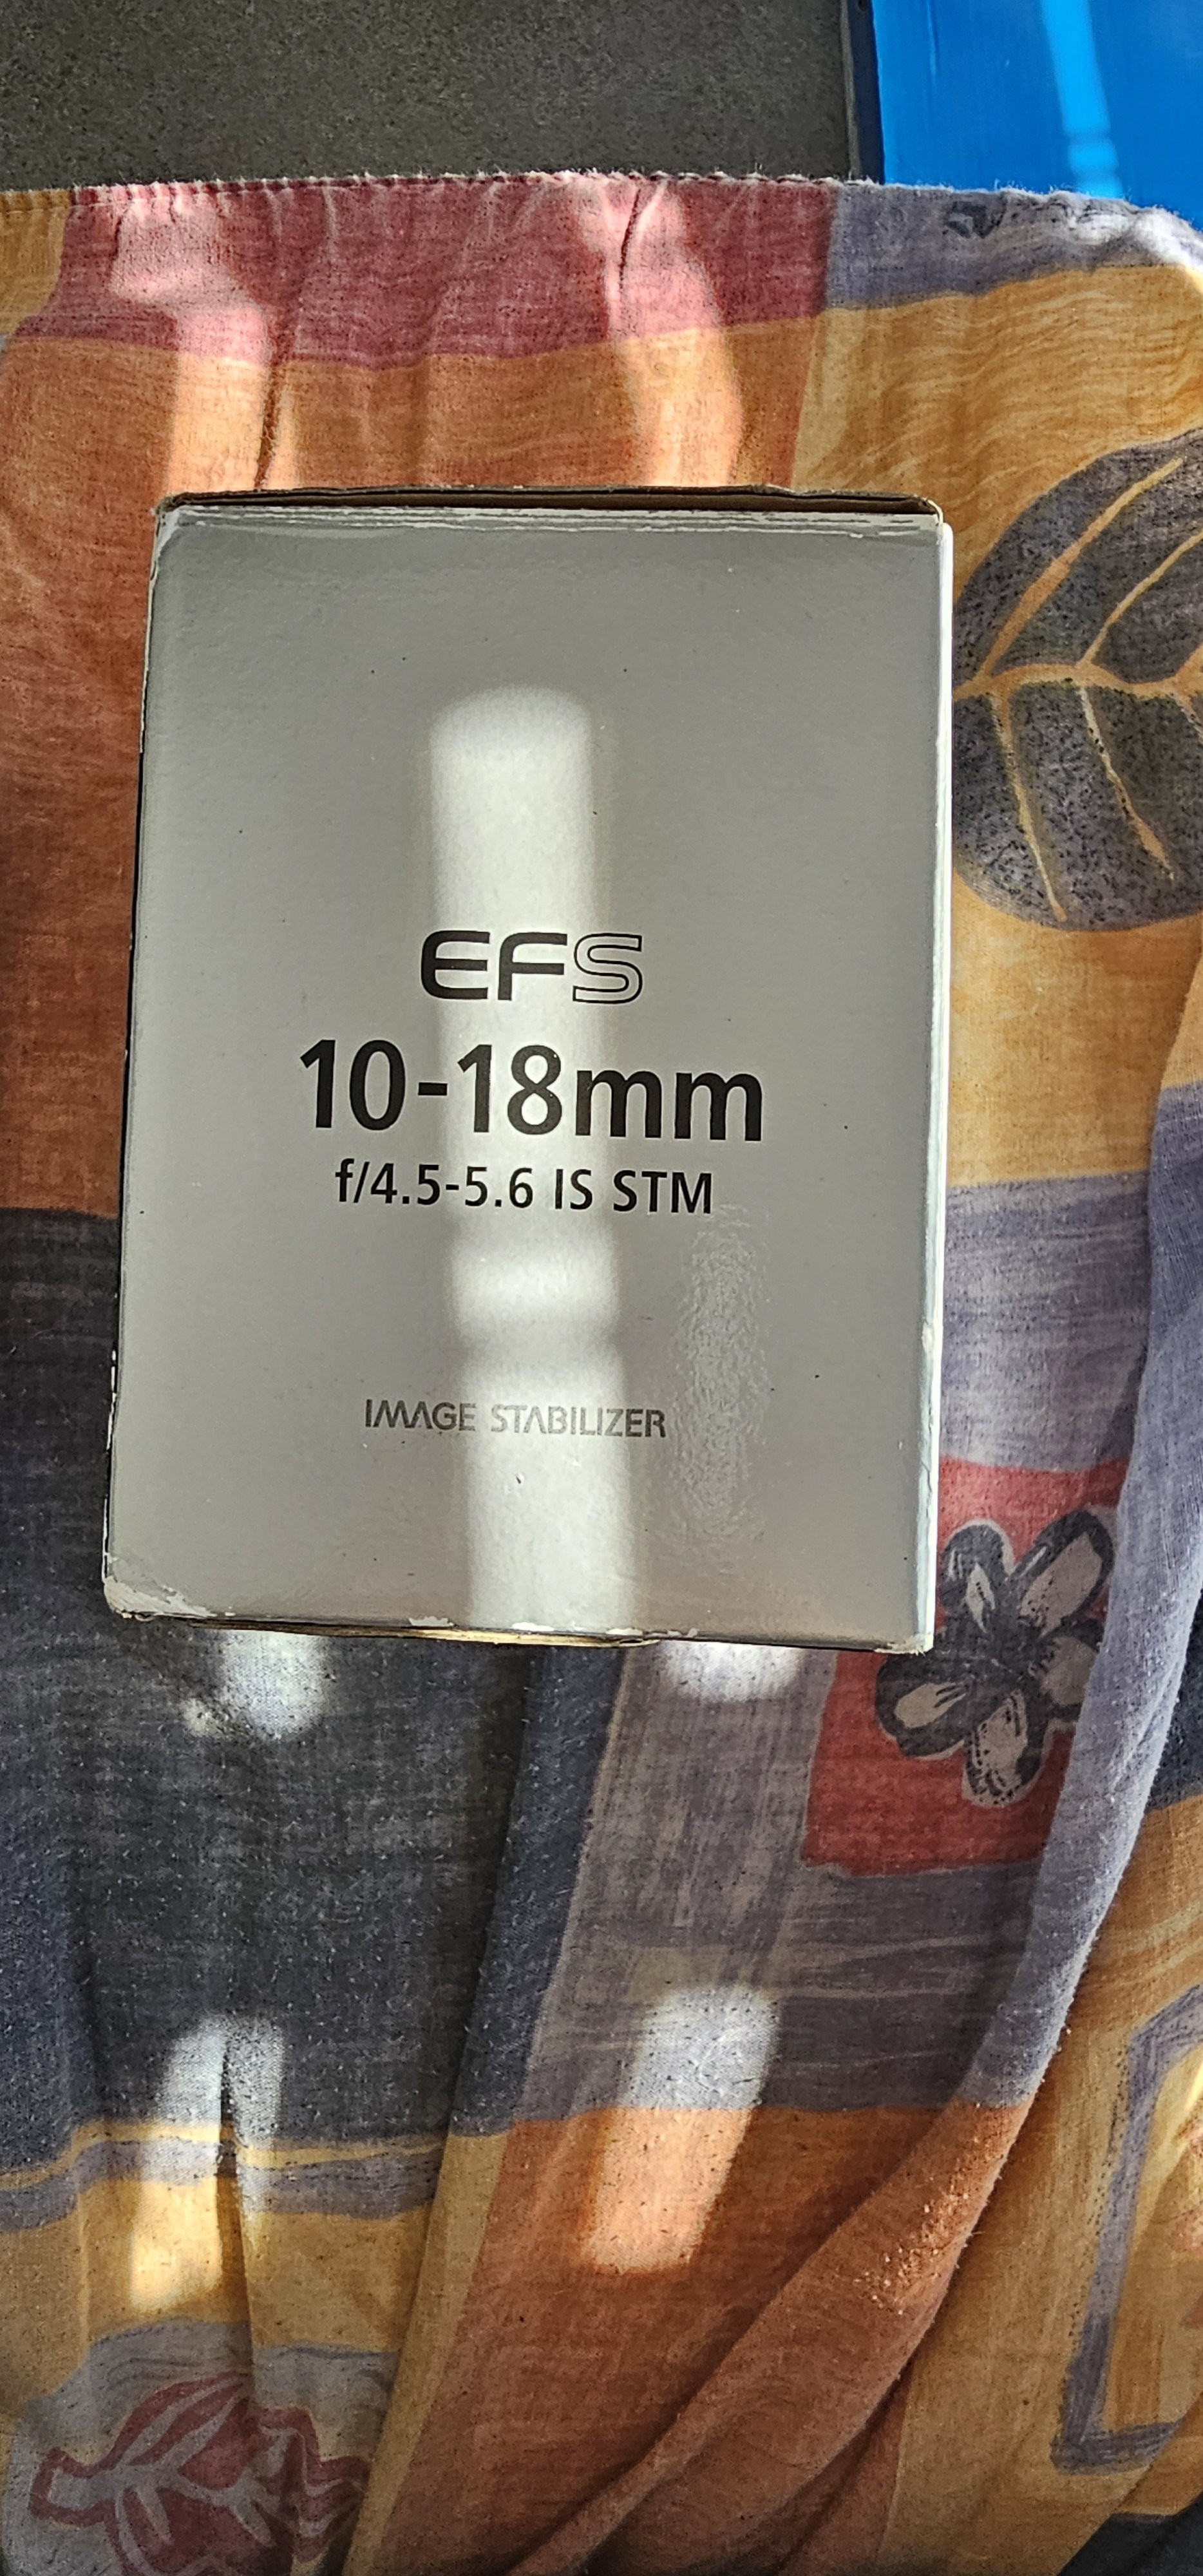 EFS
10-18mm
f/4.5-5.6 IS STM
IMAGE STABILIZER